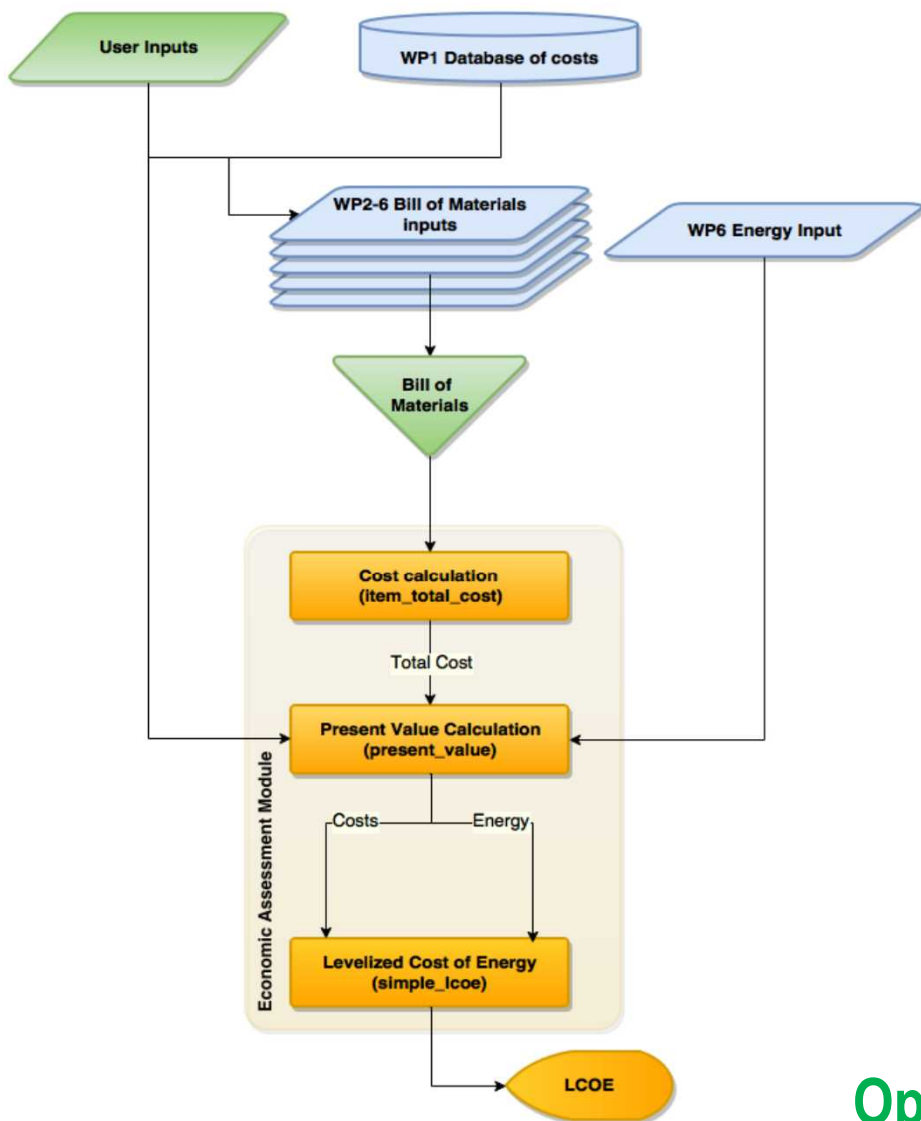 User Inputs
WP1 Database of costs
WP2-6 Bill of Materials
inputs
WP6 Energy Input
Bill of
Materials
Cost calculation
(item_total_cost)
Total Cost
Present Value Calculation
(present_value)
Costs
Energy
Economic Assessment Module
Levelized Cost of Energy
(simple_lcoe)
LCOE
Op